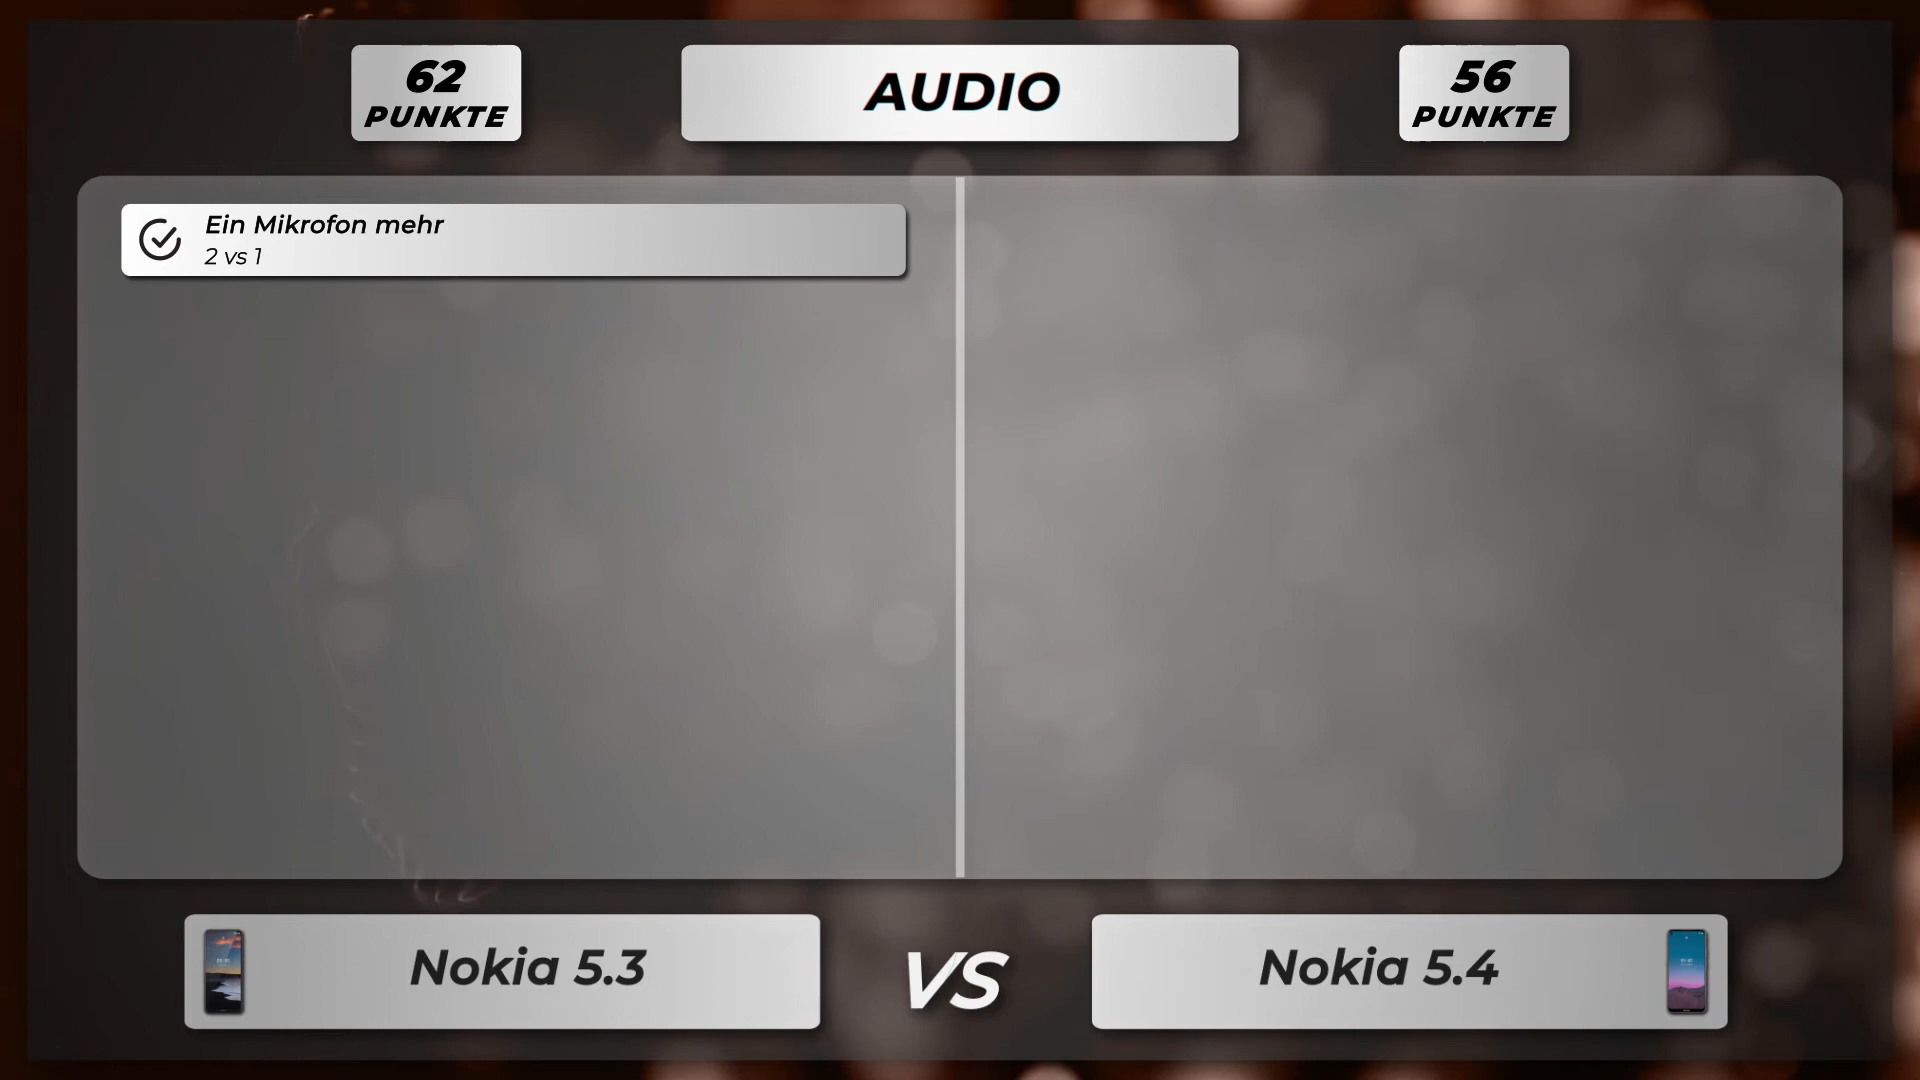 62
PUNKTE
AUDIO
56
PUNKTE
Ein Mikrofon mehr
2 vs 1
Nokia 5.3
VS
Nokia 5.4